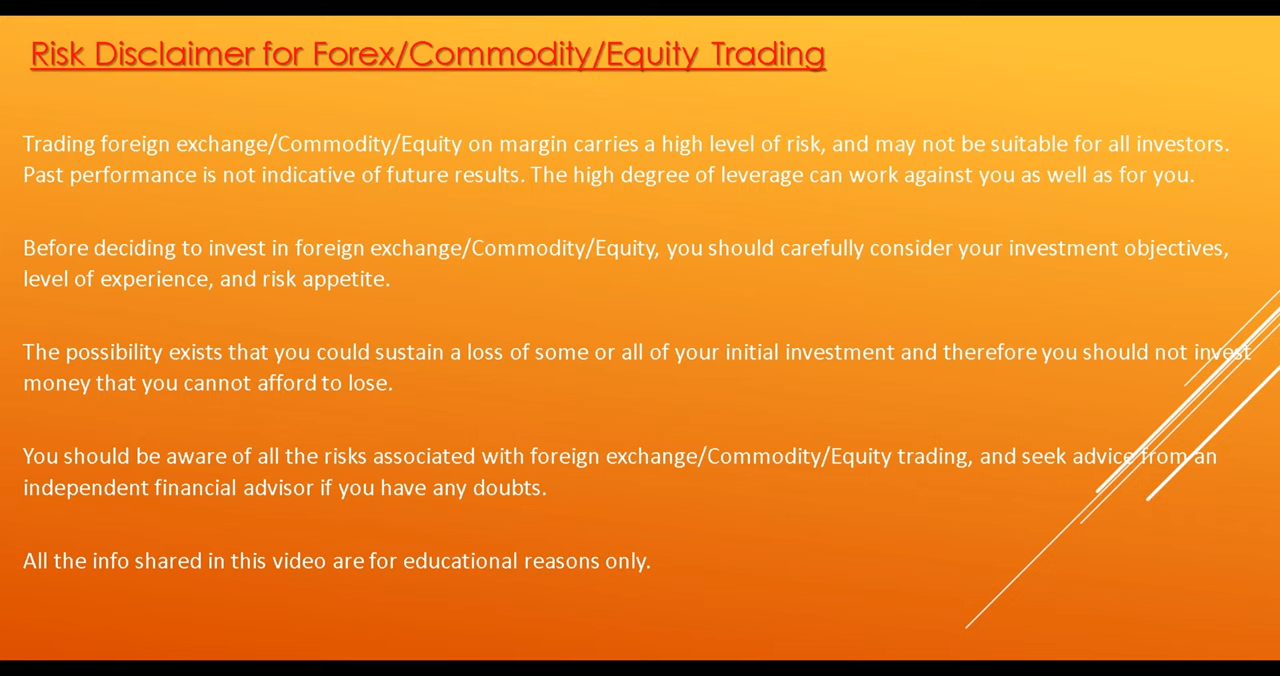 Risk Disclaimer for Forex/Commodity/Equity Trading
Trading foreign exchange/Commodity/Equity on margin carries a high level of risk, and may not be suitable for all investors.
Past performance is not indicative of future results. The high degree of leverage can work against you as well as for you.
Before deciding to invest in foreign exchange/Commodity/Equity, you should carefully consider your investment objectives,
level of experience, and risk appetite.
The possibility exists that you could sustain a loss of some or all of your initial investment and therefore you should not invest
money that you cannot afford to lose.
You should be aware of all the risks associated with foreign exchange/Commodity/Equity trading, and seek advice from an
independent financial advisor if you have any doubts.
All the info shared in this video are for educational reasons only.